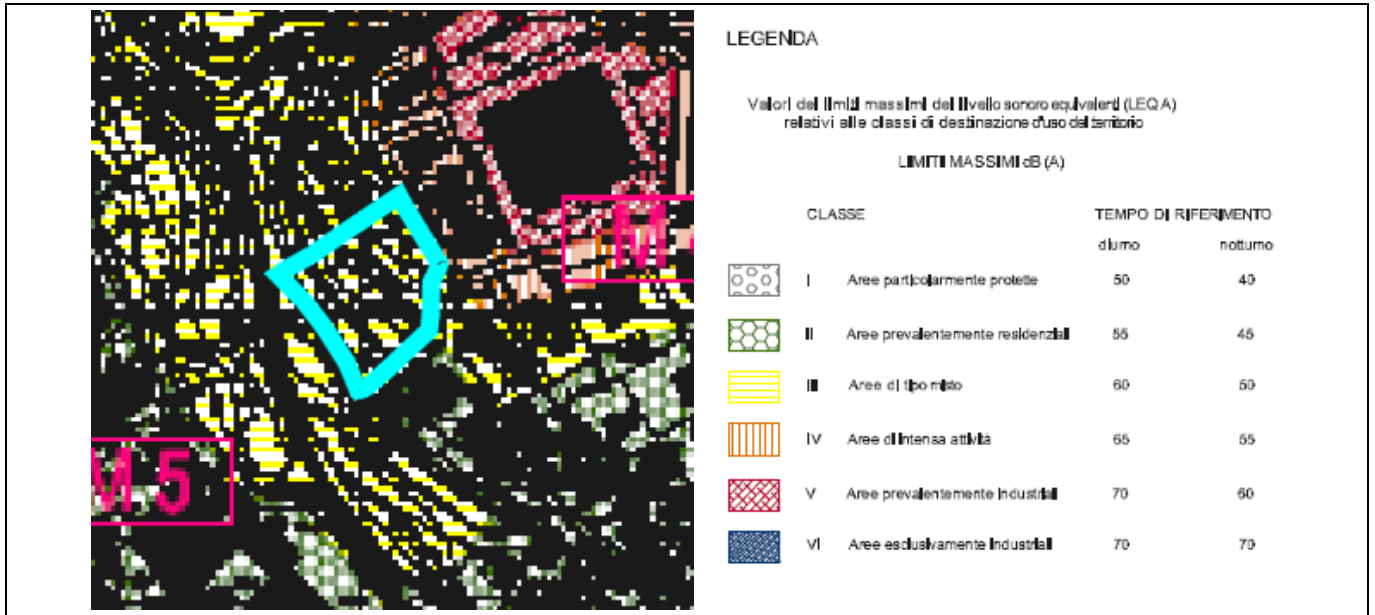 LEGENDA
Valori dei limiti massimi del livello sonoro equivalenti (LEQ A)
relativi alle classi di destinazione d'uso del territorio
LIMITI MASSIMI dB (A)
CLASSE TEMPO DI RIFERIMENTO
diurno notturno
I Aree particolarmente protette 50 40
II Aree prevalentemente residenziali 55 45
III Aree di tipo misto 60 50
IV Aree di intensa attività 65 55
V Aree prevalentemente industriali 70 60
VI Aree esclusivamente industriali 70 70
M
M 5